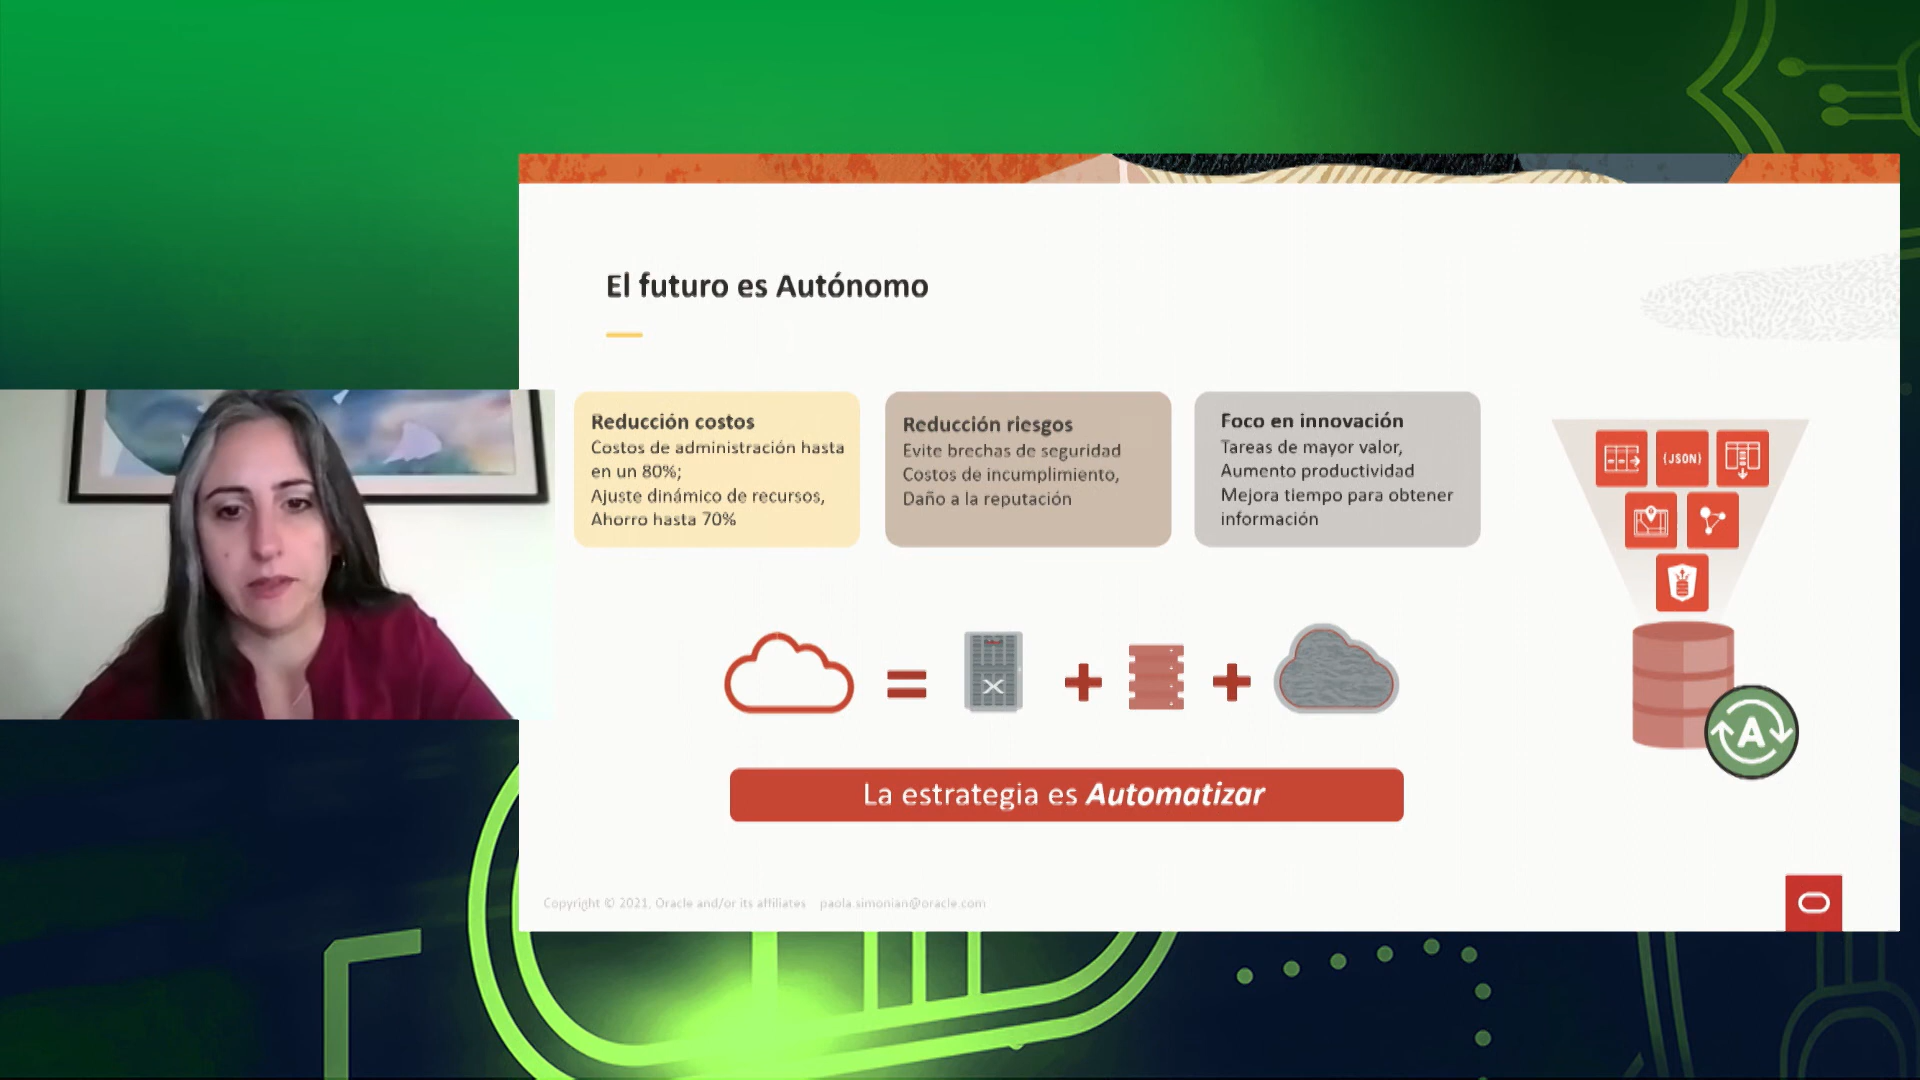 El futuro es Autónomo
Reducción costos
Costos de administración hasta
en un 80%;
Ajuste dinámico de recursos,
Ahorro hasta 70%
Reducción riesgos
Evite brechas de seguridad
Costos de incumplimiento,
Daño a la reputación
Foco en innovación
Tareas de mayor valor,
Aumento productividad
Mejora tiempo para obtener
información
{JSON}
X
A
La estrategia es Automatizar
Copyright © 2021, Oracle and/or its affiliates paola.simonian@oracle.com